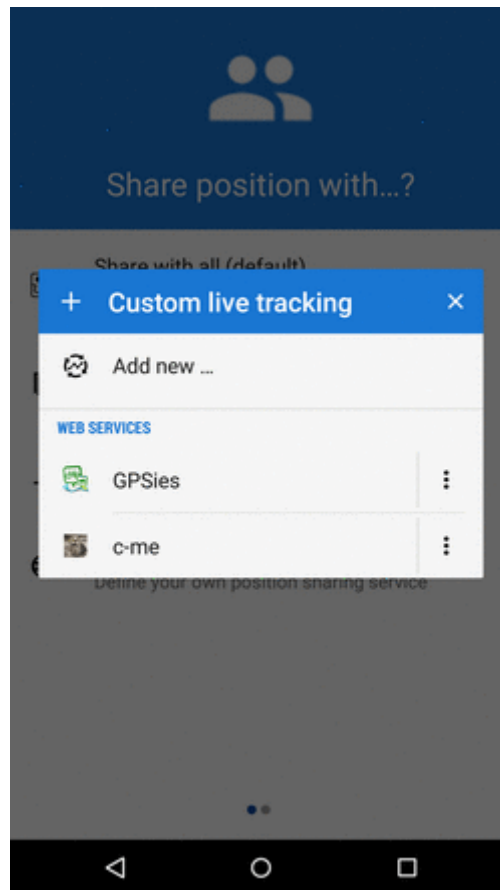 Share position with...?
Share with all (default)
Custom live tracking
Add new ...
WEB SERVICES
GPSies
c-me
Define your own position sharing service